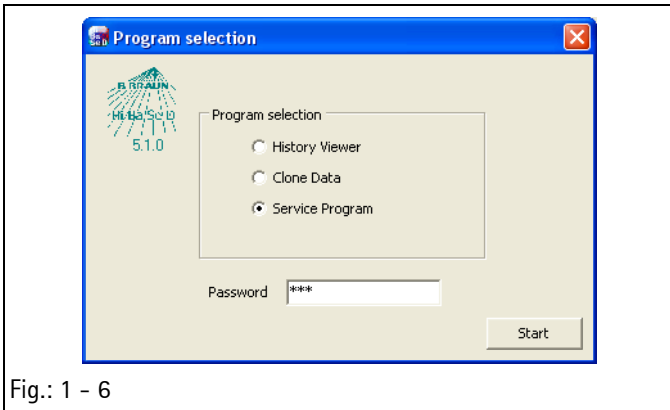 Program selection
B|BRAUN
HiBaSeD
5.1.0
Program selection
History Viewer
Clone Data
Service Program
Password
***
Start
Fig.: 1 – 6